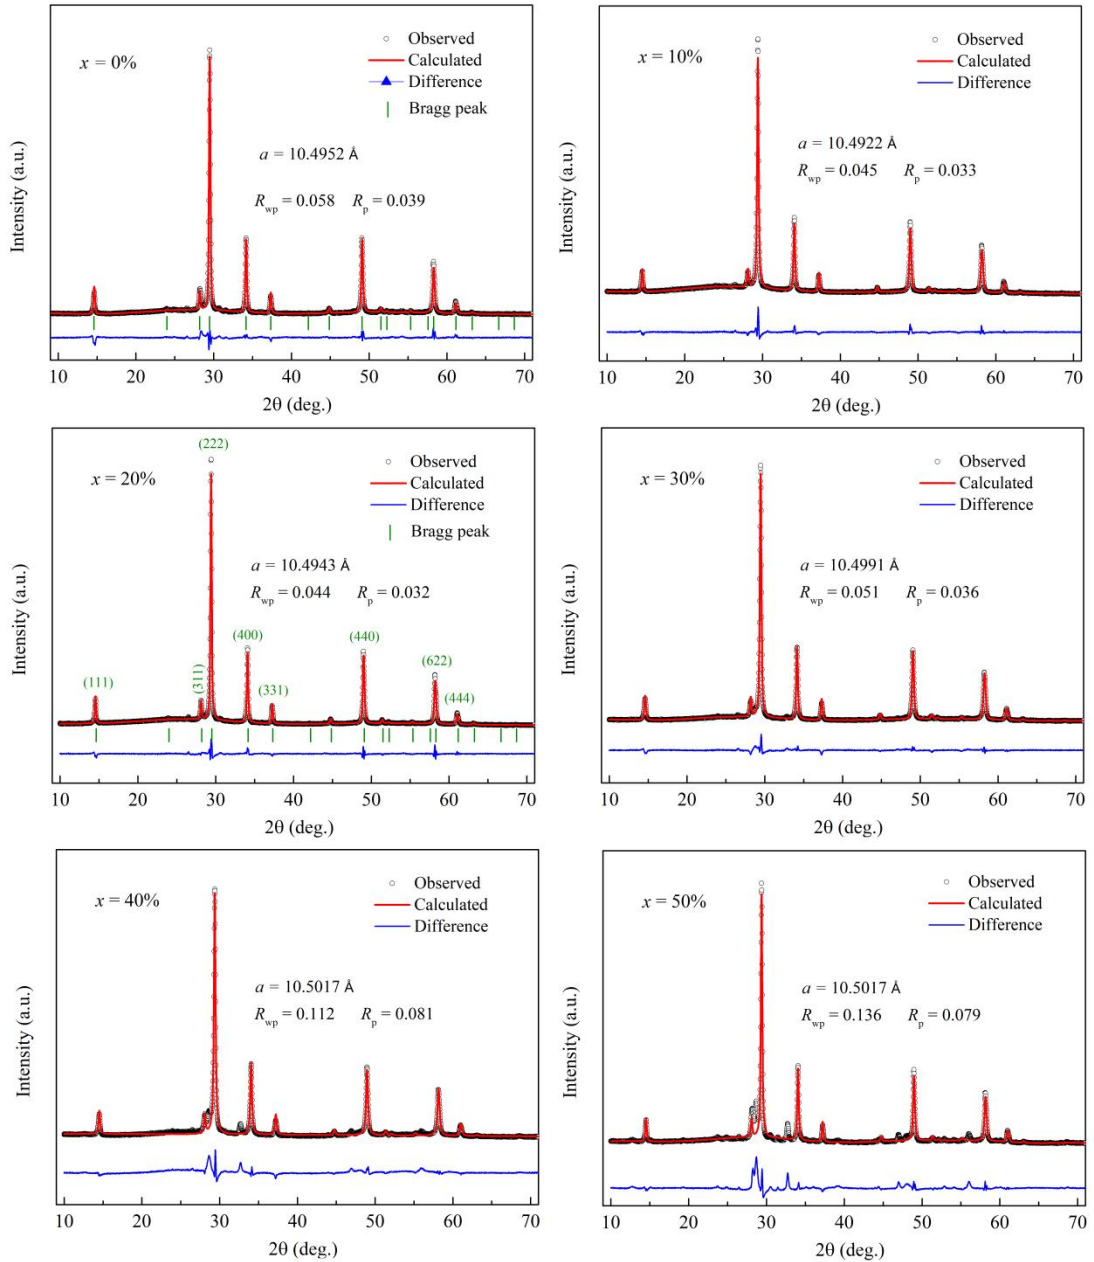 x = 0%
Observed
Calculated
Difference
Bragg peak
a = 10.4952 Å
Rwp = 0.058 Rp = 0.039
Intensity (a.u.)
10 20 30 40 50 60 70
2θ (deg.)
x = 10%
Observed
Calculated
Difference
a = 10.4922 Å
Rwp = 0.045 Rp = 0.033
Intensity (a.u.)
10 20 30 40 50 60 70
2θ (deg.)
x = 20%
(222)
Observed
Calculated
Difference
Bragg peak
a = 10.4943 Å
Rwp = 0.044 Rp = 0.032
(111)
(311)
(400)
(331)
(440)
(622)
(444)
Intensity (a.u.)
10 20 30 40 50 60 70
2θ (deg.)
x = 30%
Observed
Calculated
Difference
a = 10.4991 Å
Rwp = 0.051 Rp = 0.036
Intensity (a.u.)
10 20 30 40 50 60 70
2θ (deg.)
x = 40%
Observed
Calculated
Difference
a = 10.5017 Å
Rwp = 0.112 Rp = 0.081
Intensity (a.u.)
10 20 30 40 50 60 70
2θ (deg.)
x = 50%
Observed
Calculated
Difference
a = 10.5017 Å
Rwp = 0.136 Rp = 0.079
Intensity (a.u.)
10 20 30 40 50 60 70
2θ (deg.)